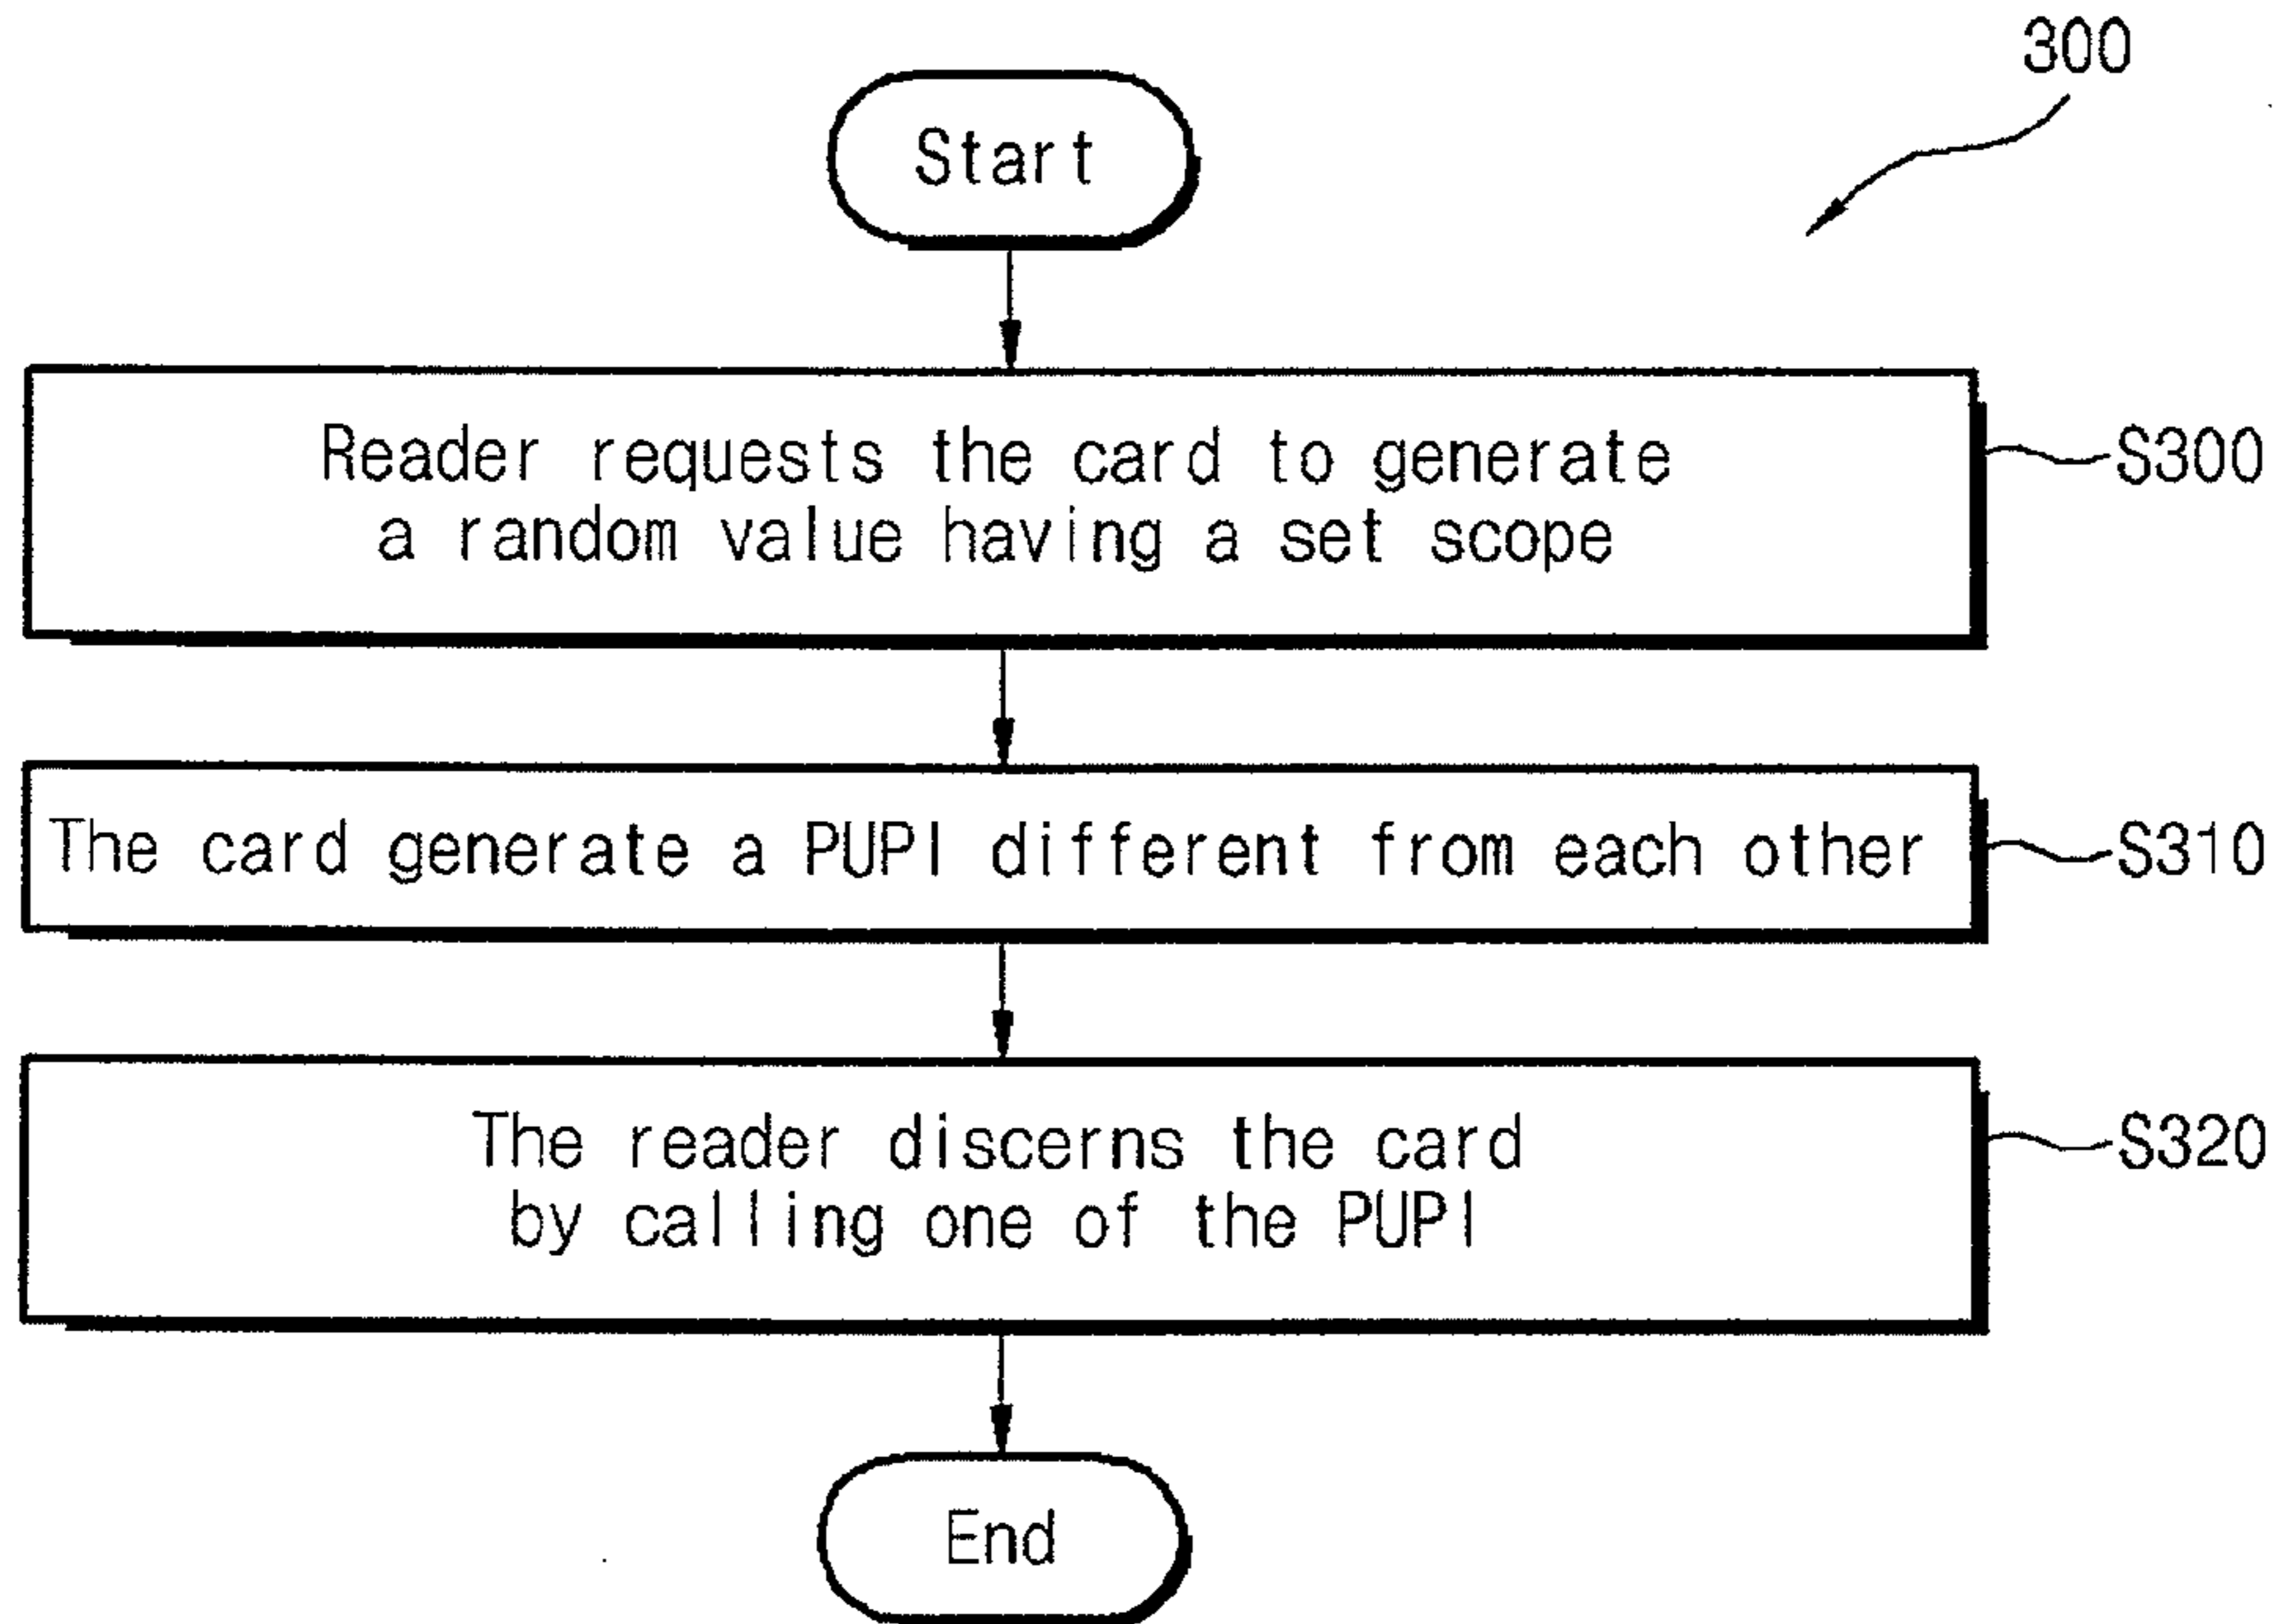 300
Start
Reader requests the card to generate
a random value having a set scope
S300
The card generate a PUPI different from each other
S310
The reader discerns the card
by calling one of the PUPI
S320
End